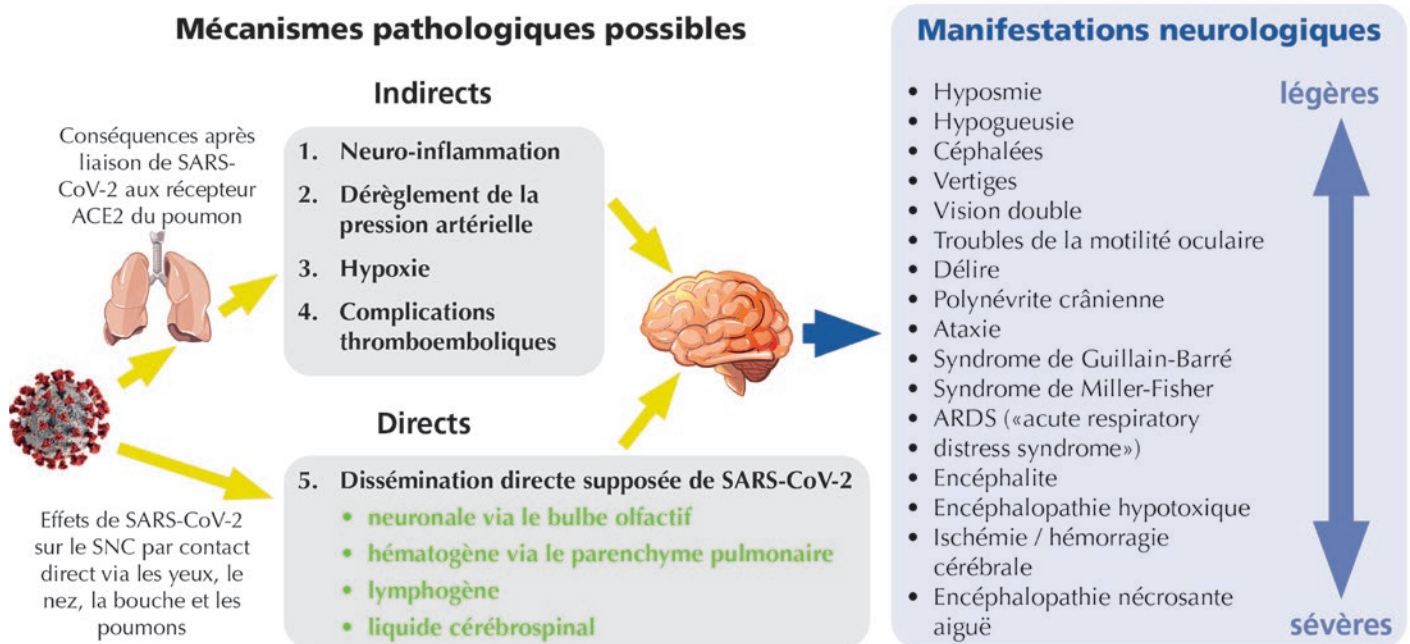 Mécanismes pathologiques possibles
Indirects
Conséquences après
liaison de SARS-
CoV-2 aux récepteur
ACE2 du poumon
1. Neuro-inflammation
2. Dérèglement de la
pression artérielle
3. Hypoxie
4. Complications
thromboemboliques
Directs
Effets de SARS-CoV-2
sur le SNC par contact
direct via les yeux, le
nez, la bouche et les
poumons
5. Dissémination directe supposée de SARS-CoV-2
• neuronale via le bulbe olfactif
• hématogène via le parenchyme pulmonaire
• lymphogène
• liquide cérébrospinal
Manifestations neurologiques
légères
• Hyposmie
• Hypogueusie
• Céphalées
• Vertiges
• Vision double
• Troubles de la motilité oculaire
• Délire
• Polynévrite crânienne
• Ataxie
• Syndrome de Guillain-Barré
• Syndrome de Miller-Fisher
• ARDS («acute respiratory
• distress syndrome»)
• Encéphalite
• Encéphalopathie hypotoxique
• Ischémie / hémorragie
cérébrale
• Encéphalopathie nécrosante
aiguë
sévères